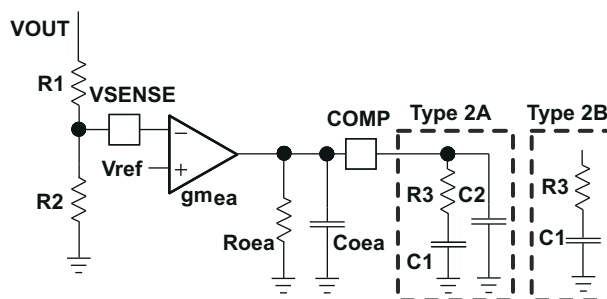 VOUT
R1
VSENSE
Vref
R2
gmea
COMP
Roea
Coea
Type 2A
R3
C2
C1
Type 2B
R3
C1